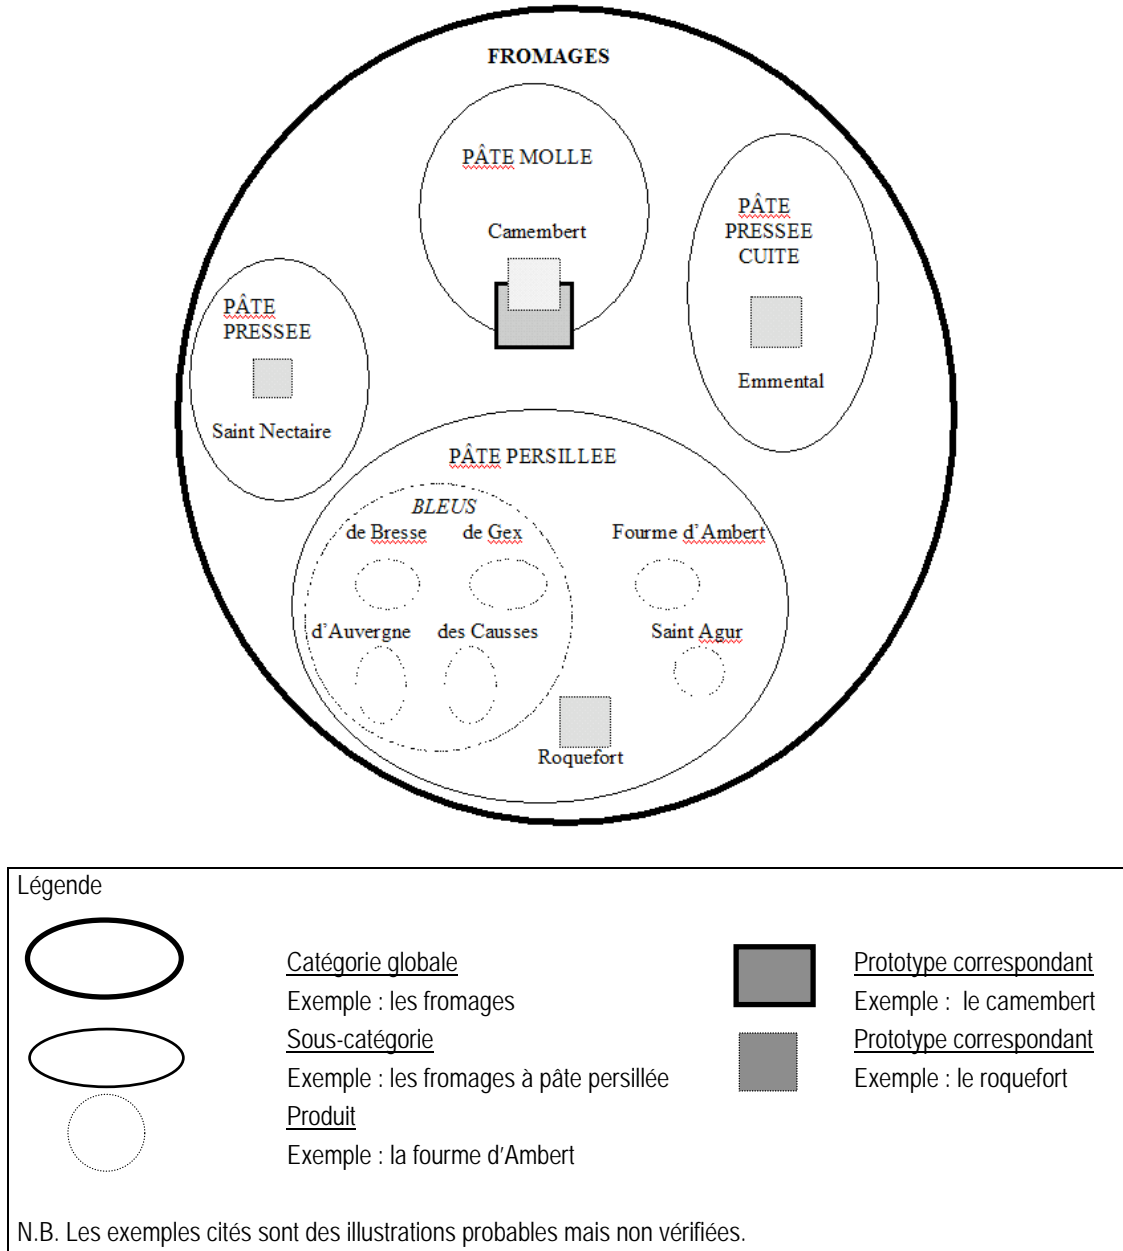 FROMAGES
PÂTE MOLLE
Camembert
PÂTE
PRESSEE
CUITE
Emmental
PÂTE
PRESSEE
Saint Nectaire
PÂTE PERSILLEE
BLEUS
de Bresse de Gex Fourme d'Ambert
d'Auvergne des Causses Saint Agur
Roquefort
Légende
Catégorie globale Prototype correspondant
Exemple : les fromages Exemple : le camembert
Sous-catégorie Prototype correspondant
Exemple : les fromages à pâte persillée Exemple : le roquefort
Produit
Exemple : la fourme d'Ambert
N.B. Les exemples cités sont des illustrations probables mais non vérifiées.